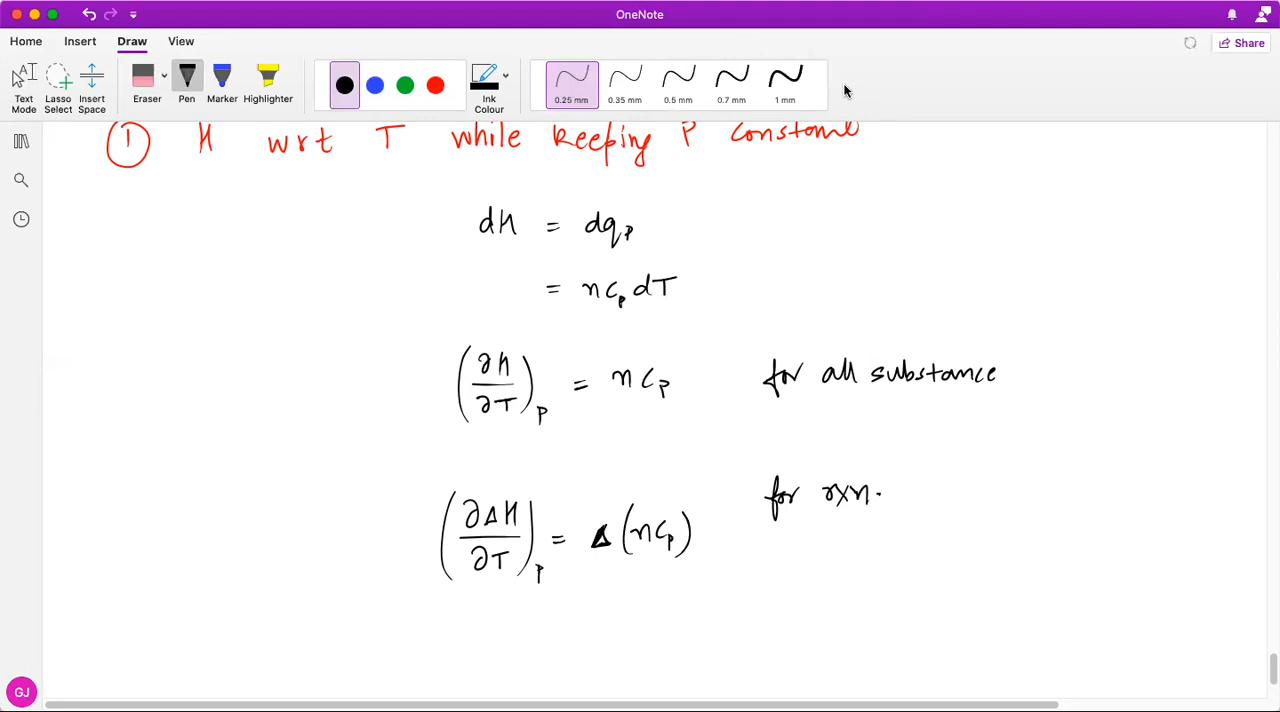 OneNote
Home Insert Draw View
Share
Text Mode
Lasso Select
Insert Space
Eraser
Pen
Marker
Highlighter
Ink Colour
0.25 mm
0.35 mm
0.5 mm
0.7 mm
1 mm
① H wrt T while keeping P constant
dH = dq_P
= nC_P dT
(∂H/∂T)_P = nC_P for all substance
(∂ΔH/∂T)_P = Δ(nC_P) for rxn.
GJ